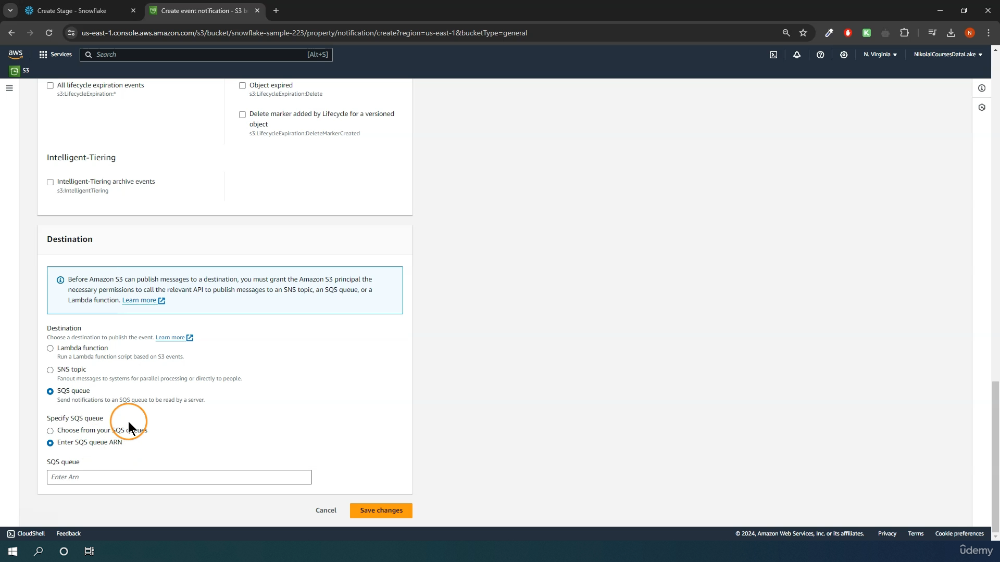 Create Stage - Snowflake
Create event notification - S3 b
us-east-1.console.aws.amazon.com/s3/bucket/snowflake-sample-223/property/notification/create?region=us-east-1&bucketType=general
N
aws
Services
Search
[Alt+S]
N. Virginia
NikolaiCoursesDataLake
S3
All lifecycle expiration events
s3:LifecycleExpiration:*
Object expired
s3:LifecycleExpiration:Delete
Delete marker added by Lifecycle for a versioned
object
s3:LifecycleExpiration:DeleteMarkerCreated
Intelligent-Tiering
Intelligent-Tiering archive events
s3:IntelligentTiering
Destination
Before Amazon S3 can publish messages to a destination, you must grant the Amazon S3 principal the
necessary permissions to call the relevant API to publish messages to an SNS topic, an SQS queue, or a
Lambda function. Learn more
Destination
Choose a destination to publish the event. Learn more
Lambda function
Run a Lambda function script based on S3 events.
SNS topic
Fanout messages to systems for parallel processing or directly to people.
SQS queue
Send notifications to an SQS queue to be read by a server.
Specify SQS queue
Choose from your SQS queues
Enter SQS queue ARN
SQS queue
Enter Arn
Cancel
Save changes
CloudShell
Feedback
© 2024, Amazon Web Services, Inc. or its affiliates.
Privacy
Terms
Cookie preferences
ûdemy